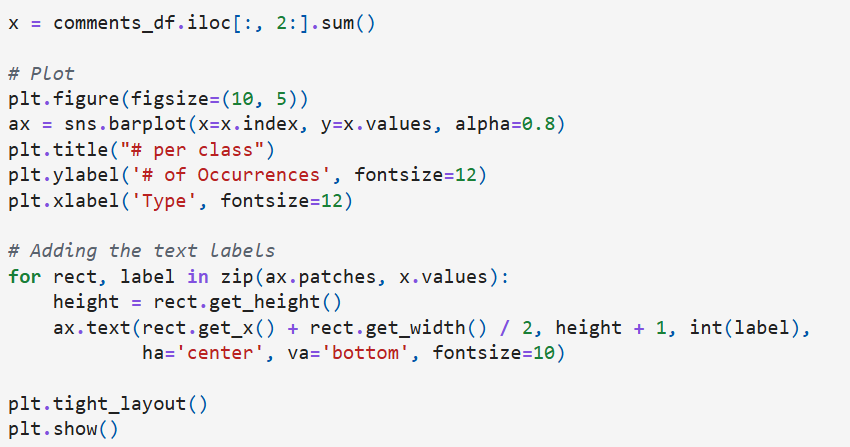 x = comments_df.iloc[:, 2:].sum()

# Plot
plt.figure(figsize=(10, 5))
ax = sns.barplot(x=x.index, y=x.values, alpha=0.8)
plt.title("# per class")
plt.ylabel('# of Occurrences', fontsize=12)
plt.xlabel('Type', fontsize=12)

# Adding the text labels
for rect, label in zip(ax.patches, x.values):
    height = rect.get_height()
    ax.text(rect.get_x() + rect.get_width() / 2, height + 1, int(label),
            ha='center', va='bottom', fontsize=10)

plt.tight_layout()
plt.show()